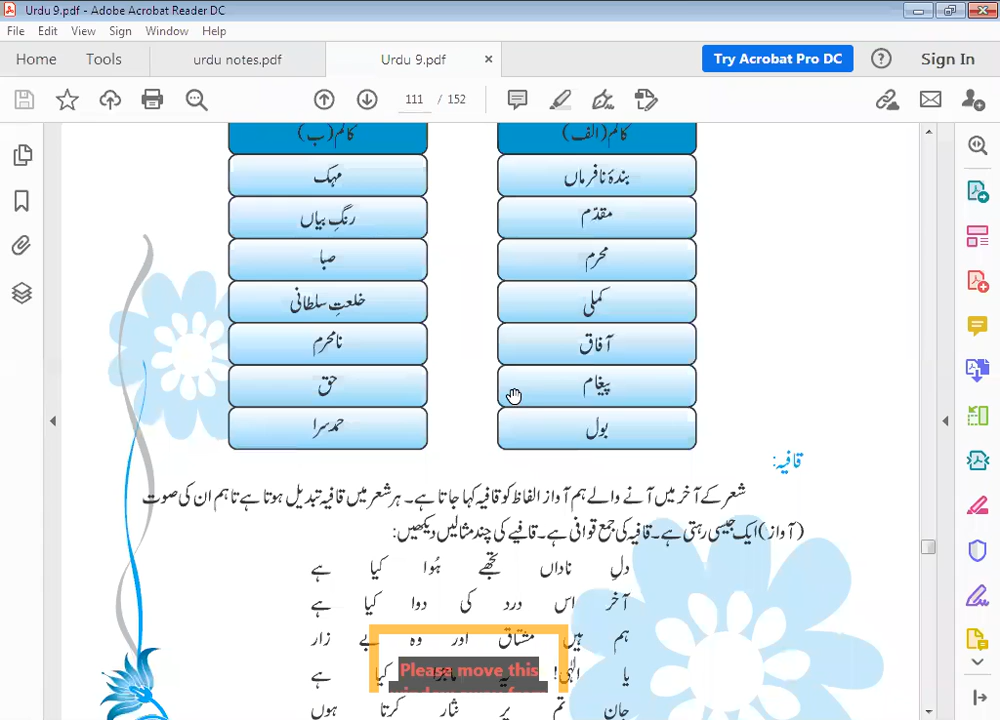 Urdu 9.pdf - Adobe Acrobat Reader DC
File Edit View Sign Window Help
Home Tools urdu notes.pdf Urdu 9.pdf × Try Acrobat Pro DC Sign In
111 / 152
کالم (الف) کالم (ب)
بندۂ نافرماں مہک
مقدّم رنگِ بیاں
محرم صبا
کملی خلعتِ سلطانی
آفاق نامحرم
پیغام حق
بول حمد سرا
قافیہ:
شعر کے آخر میں آنے والے ہم آواز الفاظ کو قافیہ کہا جاتا ہے۔ ہر شعر میں قافیہ تبدیل ہوتا ہے تاہم ان کی صوت
(آواز) ایک جیسی رہتی ہے۔ قافیہ کی جمع قوافی ہے۔ قافیے کی چند مثالیں دیکھیں:
دلِ ناداں تجھے ہُوا کیا ہے
آخر اس درد کی دوا کیا ہے
ہم ہیں مشتاق اور وہ بے زار
یا الٰہی! یہ ماجرا کیا ہے
Please move this
جان تم پر نثار کرتا ہوں